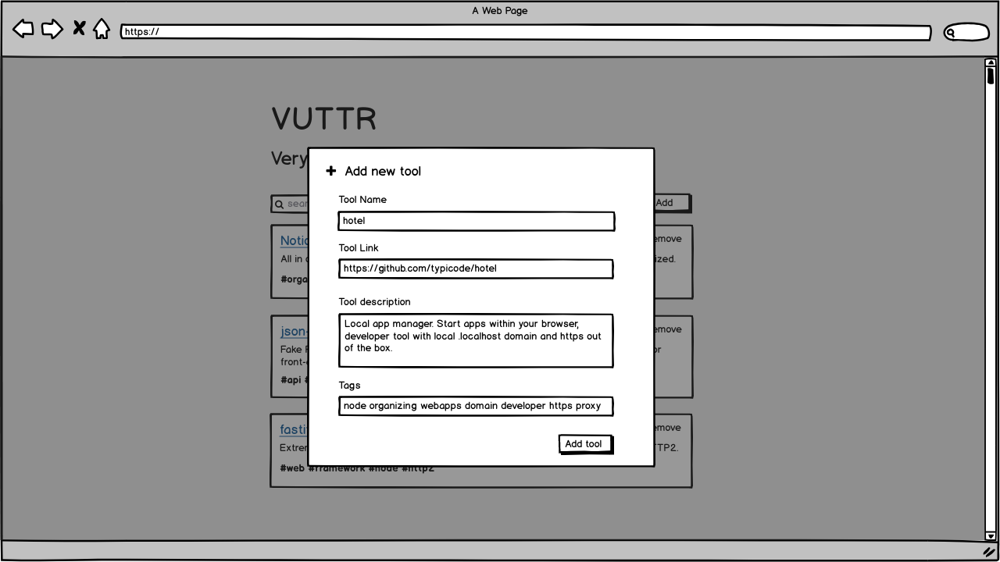 A Web Page
https://
VUTTR
Very
Add new tool
Tool Name
Add
hotel
emove
Tool Link
All in
ized.
https://github.com/typicode/hotel
#orga
Tool description
Local app manager. Start apps within your browser,
json-
emove
developer tool with local .localhost domain and https out
Fake
or
of the box.
front-
#api
Tags
node organizing webapps domain developer https proxy
fasti
emove
Add tool
Extre
TTP2.
#web #framework #node #http2